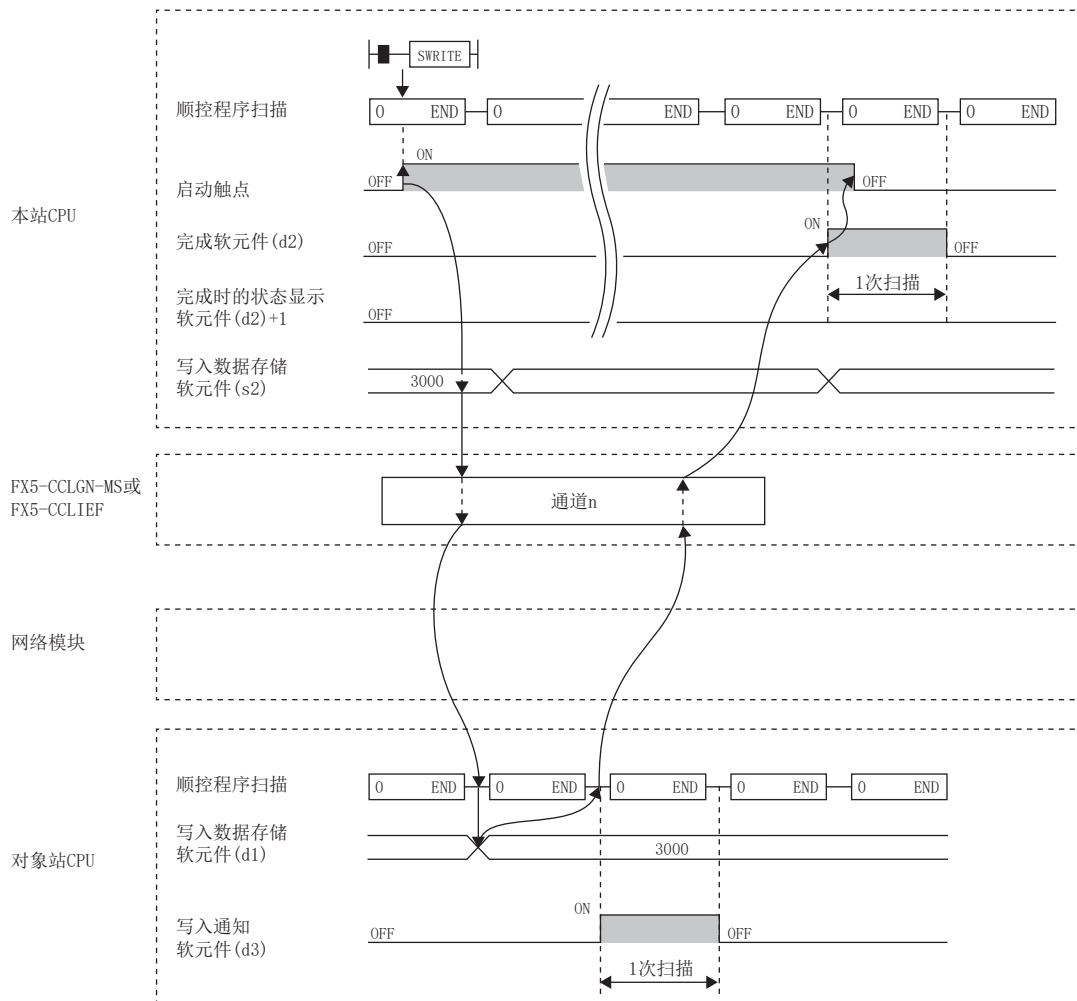 SWRITE
顺控程序扫描
0 END 0 END 0 END 0 END 0 END
ON
启动触点
OFF
OFF
本站CPU
完成软元件(d2)
OFF
ON
OFF
1次扫描
完成时的状态显示
软元件(d2)+1
OFF
写入数据存储
软元件(s2)
3000
FX5-CCLGN-MS或
FX5-CCLIEF
通道n
网络模块
顺控程序扫描
0 END 0 END 0 END 0 END 0 END
写入数据存储
软元件(d1)
3000
对象站CPU
写入通知
软元件(d3)
OFF
ON
OFF
1次扫描